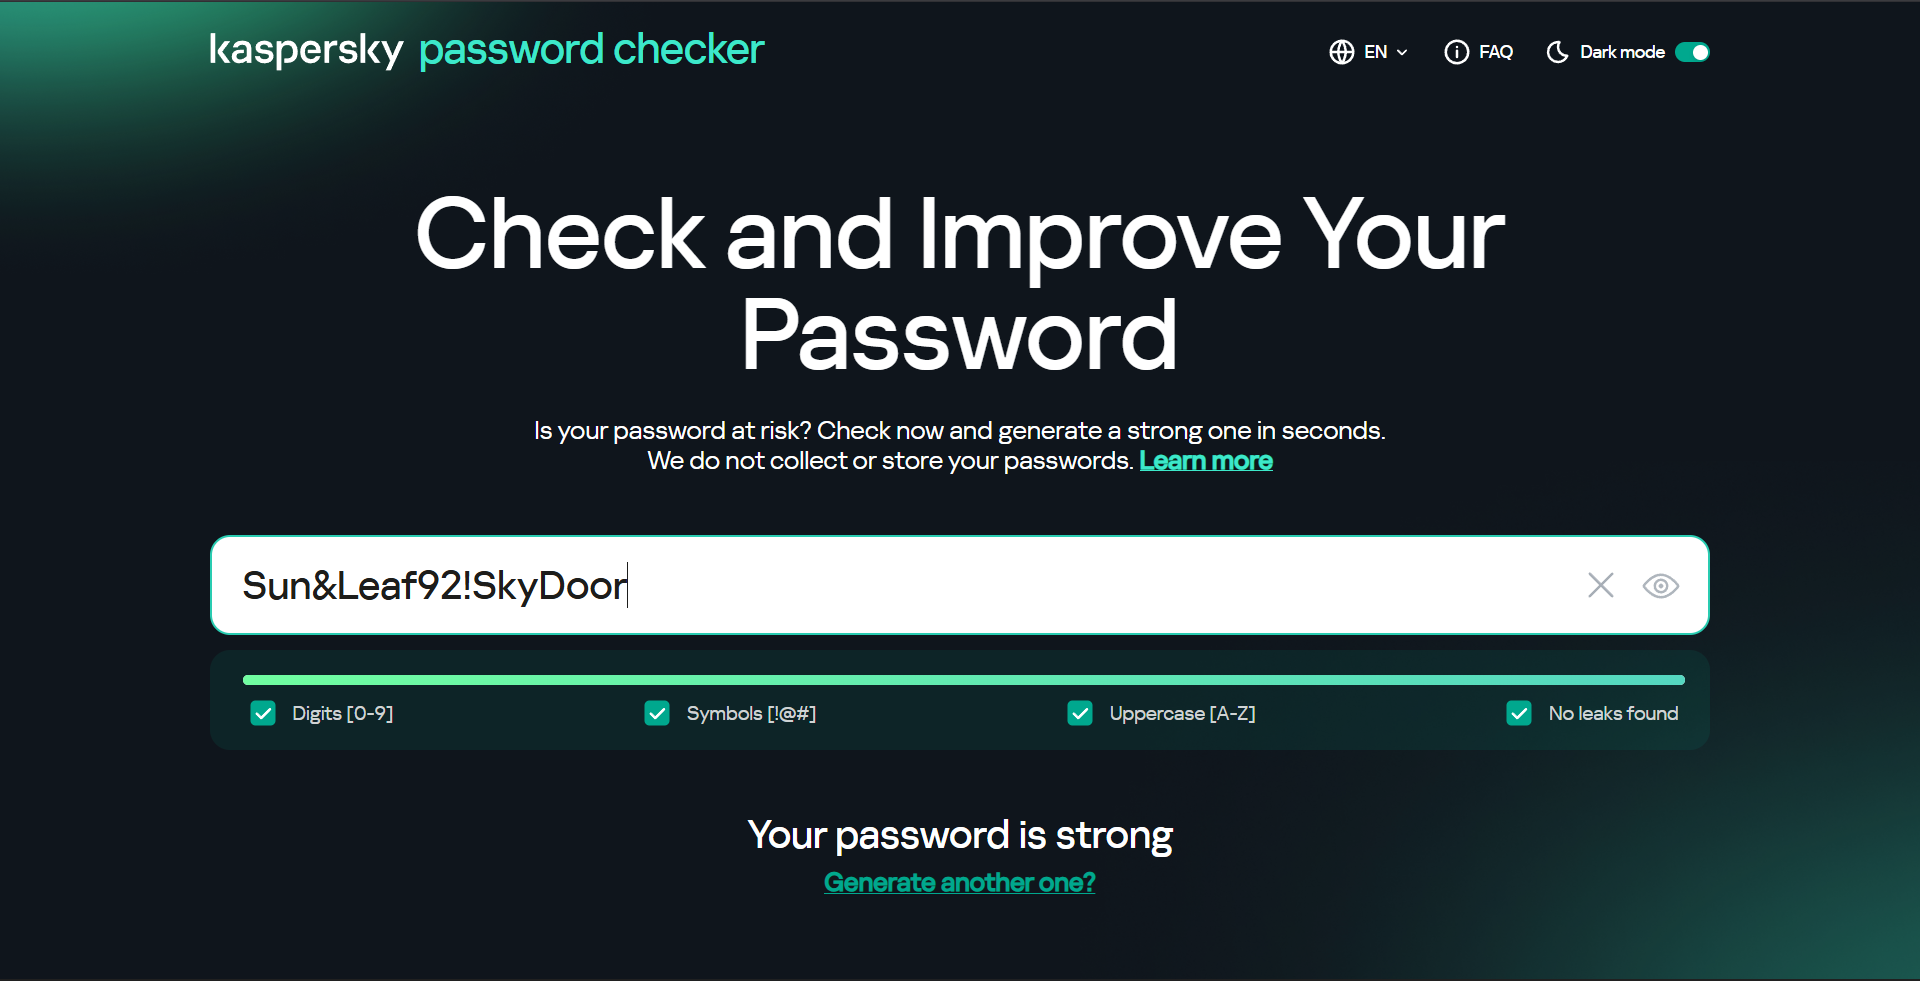 kaspersky password checker
EN
FAQ
Dark mode
Check and Improve Your
Password
Is your password at risk? Check now and generate a strong one in seconds.
We do not collect or store your passwords. Learn more
Sun&Leaf92!SkyDoor
Digits [0-9]
Symbols [!@#]
Uppercase [A-Z]
No leaks found
Your password is strong
Generate another one?